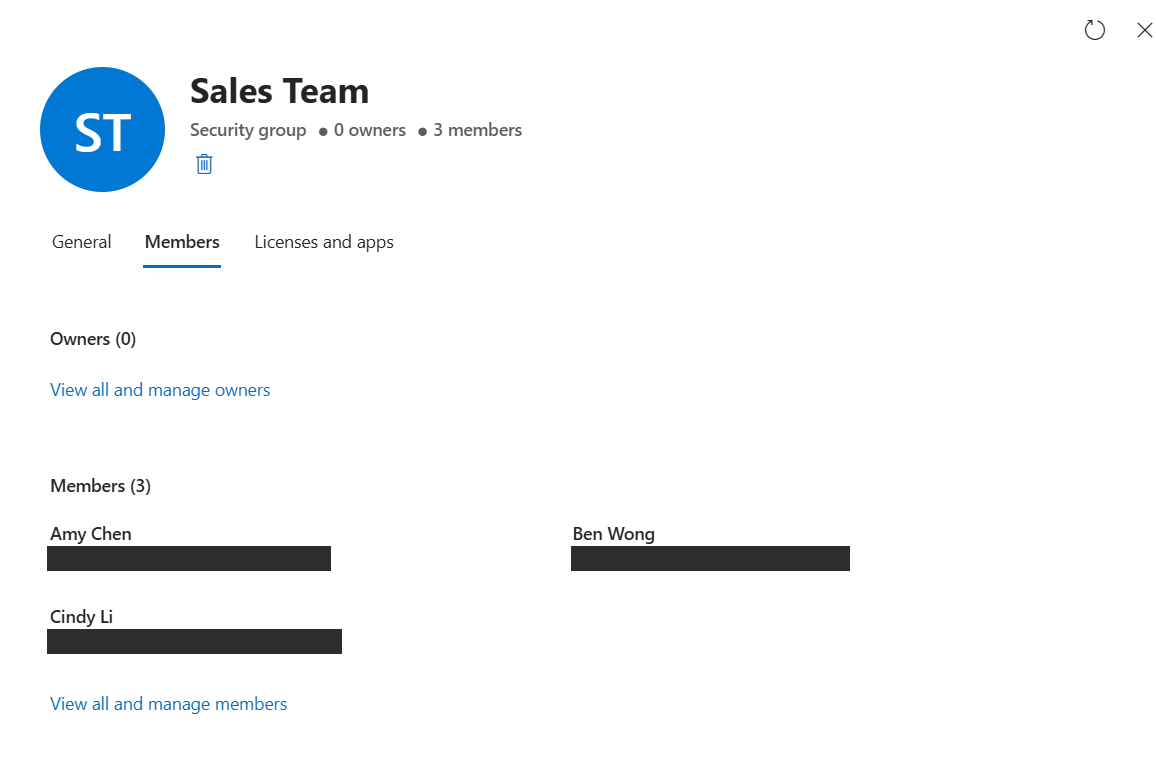 ST
Sales Team
Security group ● 0 owners ● 3 members
General Members Licenses and apps
Owners (0)
View all and manage owners
Members (3)
Amy Chen Ben Wong
Cindy Li
View all and manage members